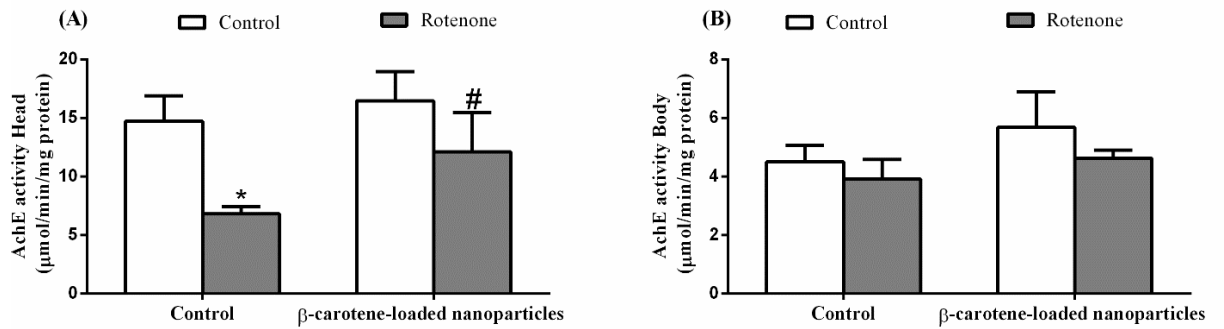 (A)
Control
Rotenone
AchE activity Head
(μmol/min/mg protein)
20
15
10
5
0
*
#
Control
β-carotene-loaded nanoparticles
(B)
Control
Rotenone
AchE activity Body
(μmol/min/mg protein)
8
6
4
2
0
Control
β-carotene-loaded nanoparticles